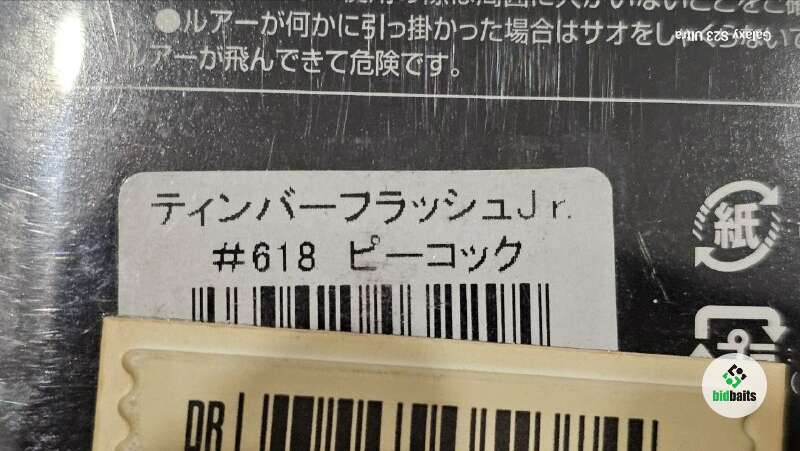 ●ルアーが何かに引っ掛かった場合はサオをしゃくらないで
ルアーが飛んできて危険です。
Galaxy S23 Ultra
ティンバーフラッシュJr.
#618 ピーコック
紙
bidbaits